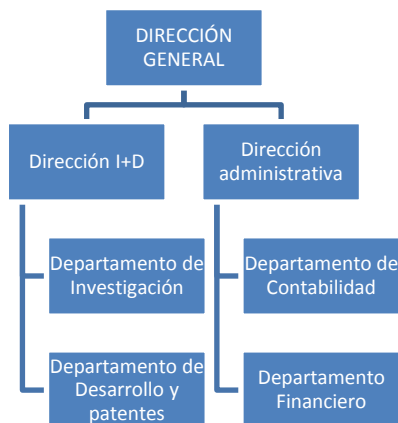 DIRECCIÓN
GENERAL
Dirección I+D
Dirección
administrativa
Departamento de
Investigación
Departamento de
Contabilidad
Departamento de
Desarrollo y
patentes
Departamento
Financiero